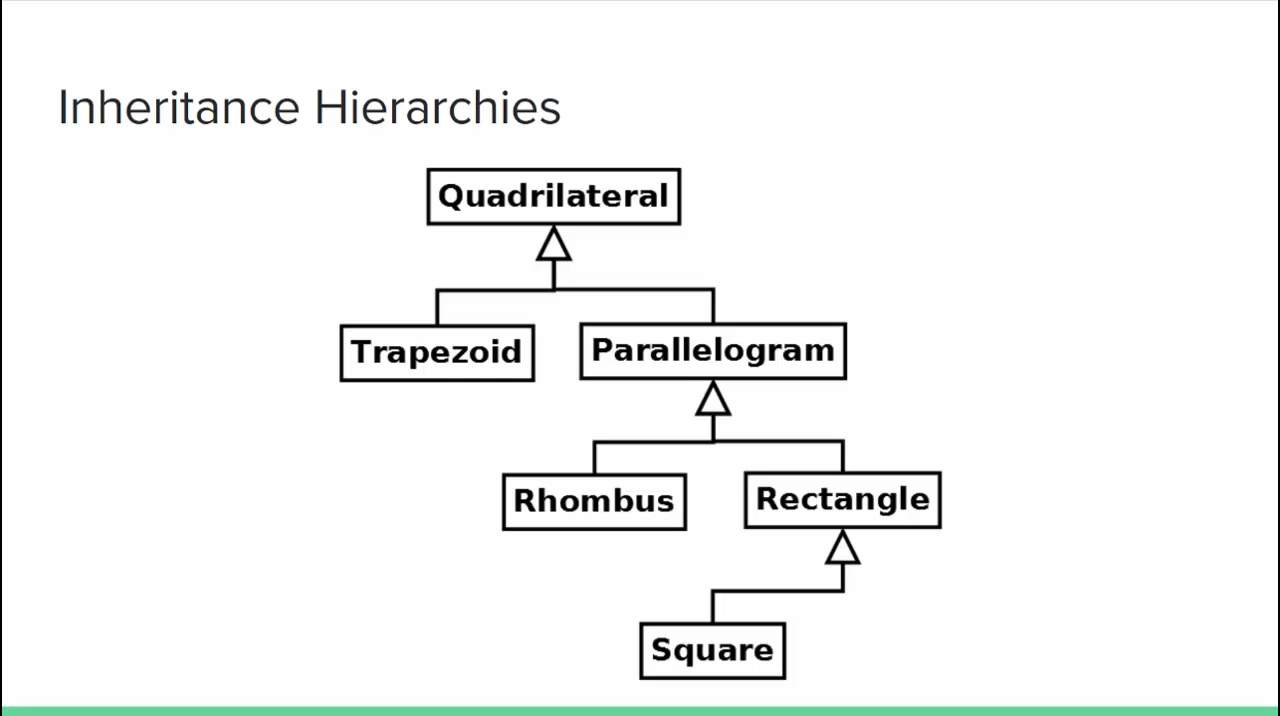 Inheritance Hierarchies
Quadrilateral
Trapezoid
Parallelogram
Rhombus
Rectangle
Square